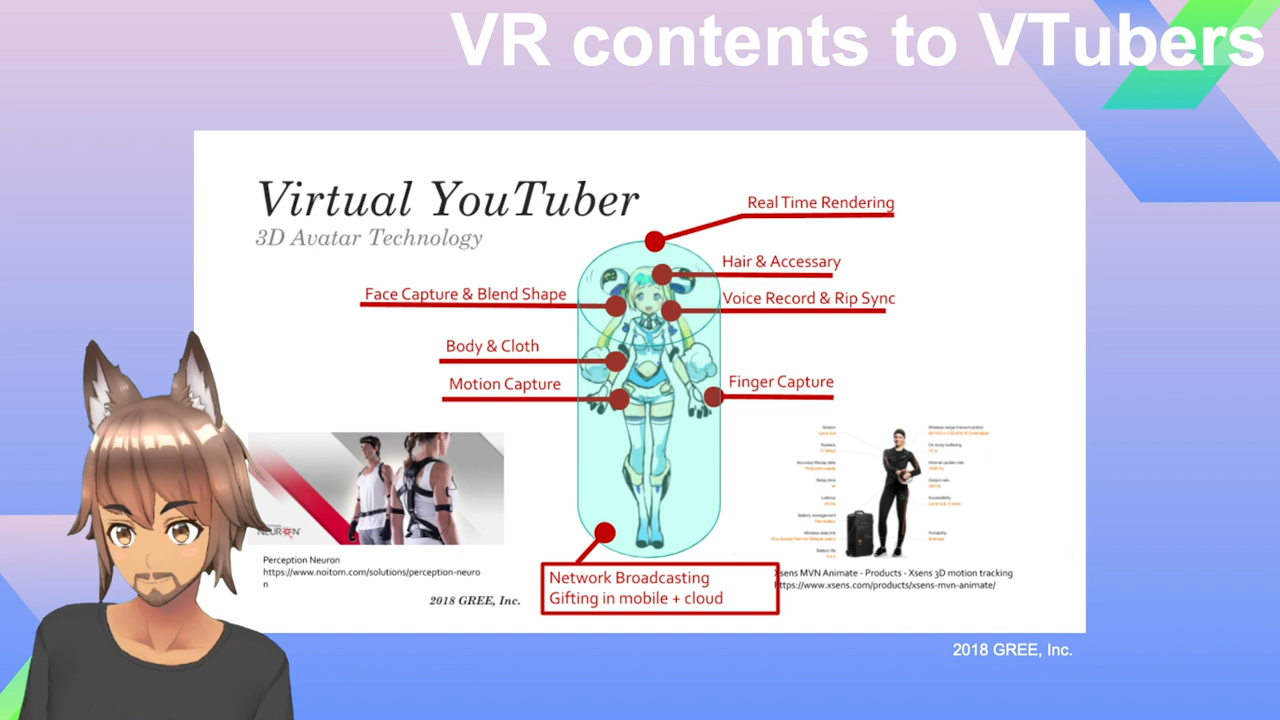 VR contents to VTubers
Virtual YouTuber
3D Avatar Technology
Real Time Rendering
Hair & Accessary
Face Capture & Blend Shape
Voice Record & Rip Sync
Body & Cloth
Motion Capture
Finger Capture
NEURON
Perception Neuron
https://www.noitom.com/solutions/perception-neuro
n
2018 GREE, Inc.
Network Broadcasting
Gifting in mobile + cloud
Xsens MVN Animate - Products - Xsens 3D motion tracking
https://www.xsens.com/products/xsens-mvn-animate/
2018 GREE, Inc.